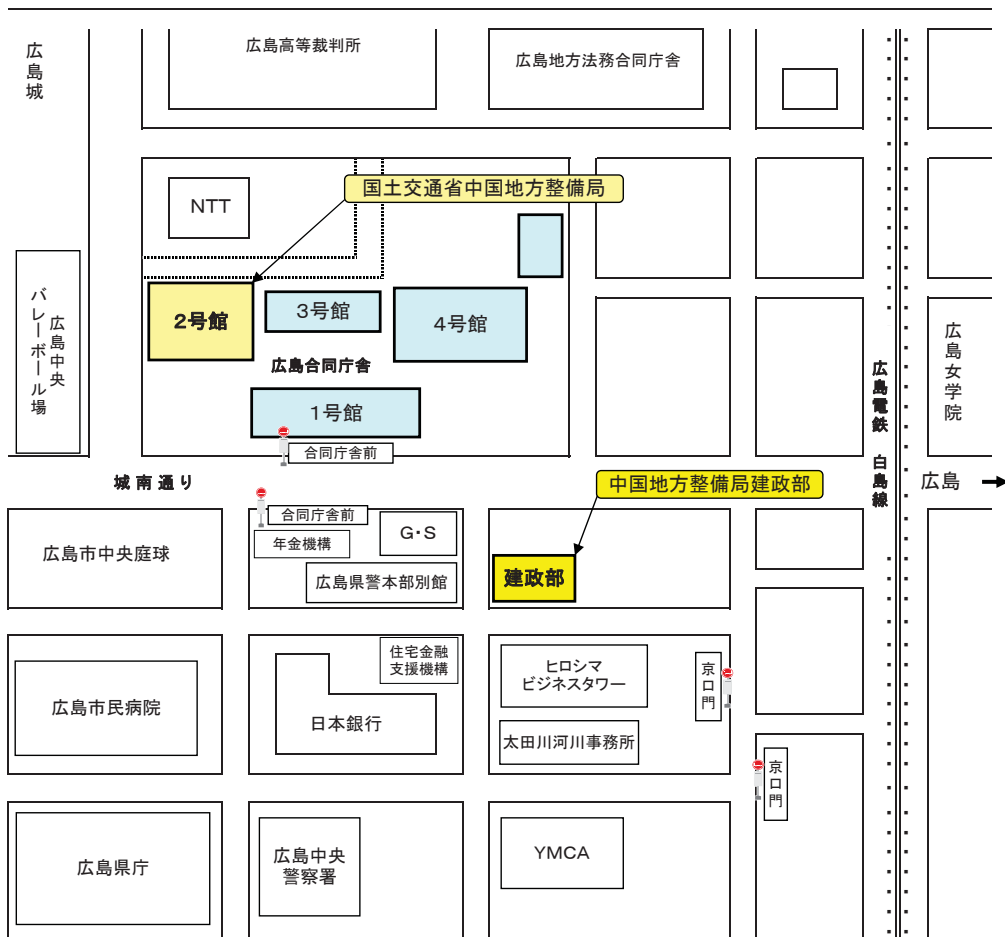 広島城
広島高等裁判所
広島地方法務合同庁舎
NTT
国土交通省中国地方整備局
2号館
3号館
4号館
広島合同庁舎
1号館
合同庁舎前
広島中央
バレーボール場
広島女学院
広島電鉄 白島線
城南通り
中国地方整備局建政部
広島
合同庁舎前
年金機構
G・S
広島市中央庭球
広島県警本部別館
建政部
住宅金融
支援機構
ヒロシマ
ビジネスタワー
京口門
広島市民病院
日本銀行
太田川河川事務所
京口門
広島県庁
広島中央
警察署
YMCA